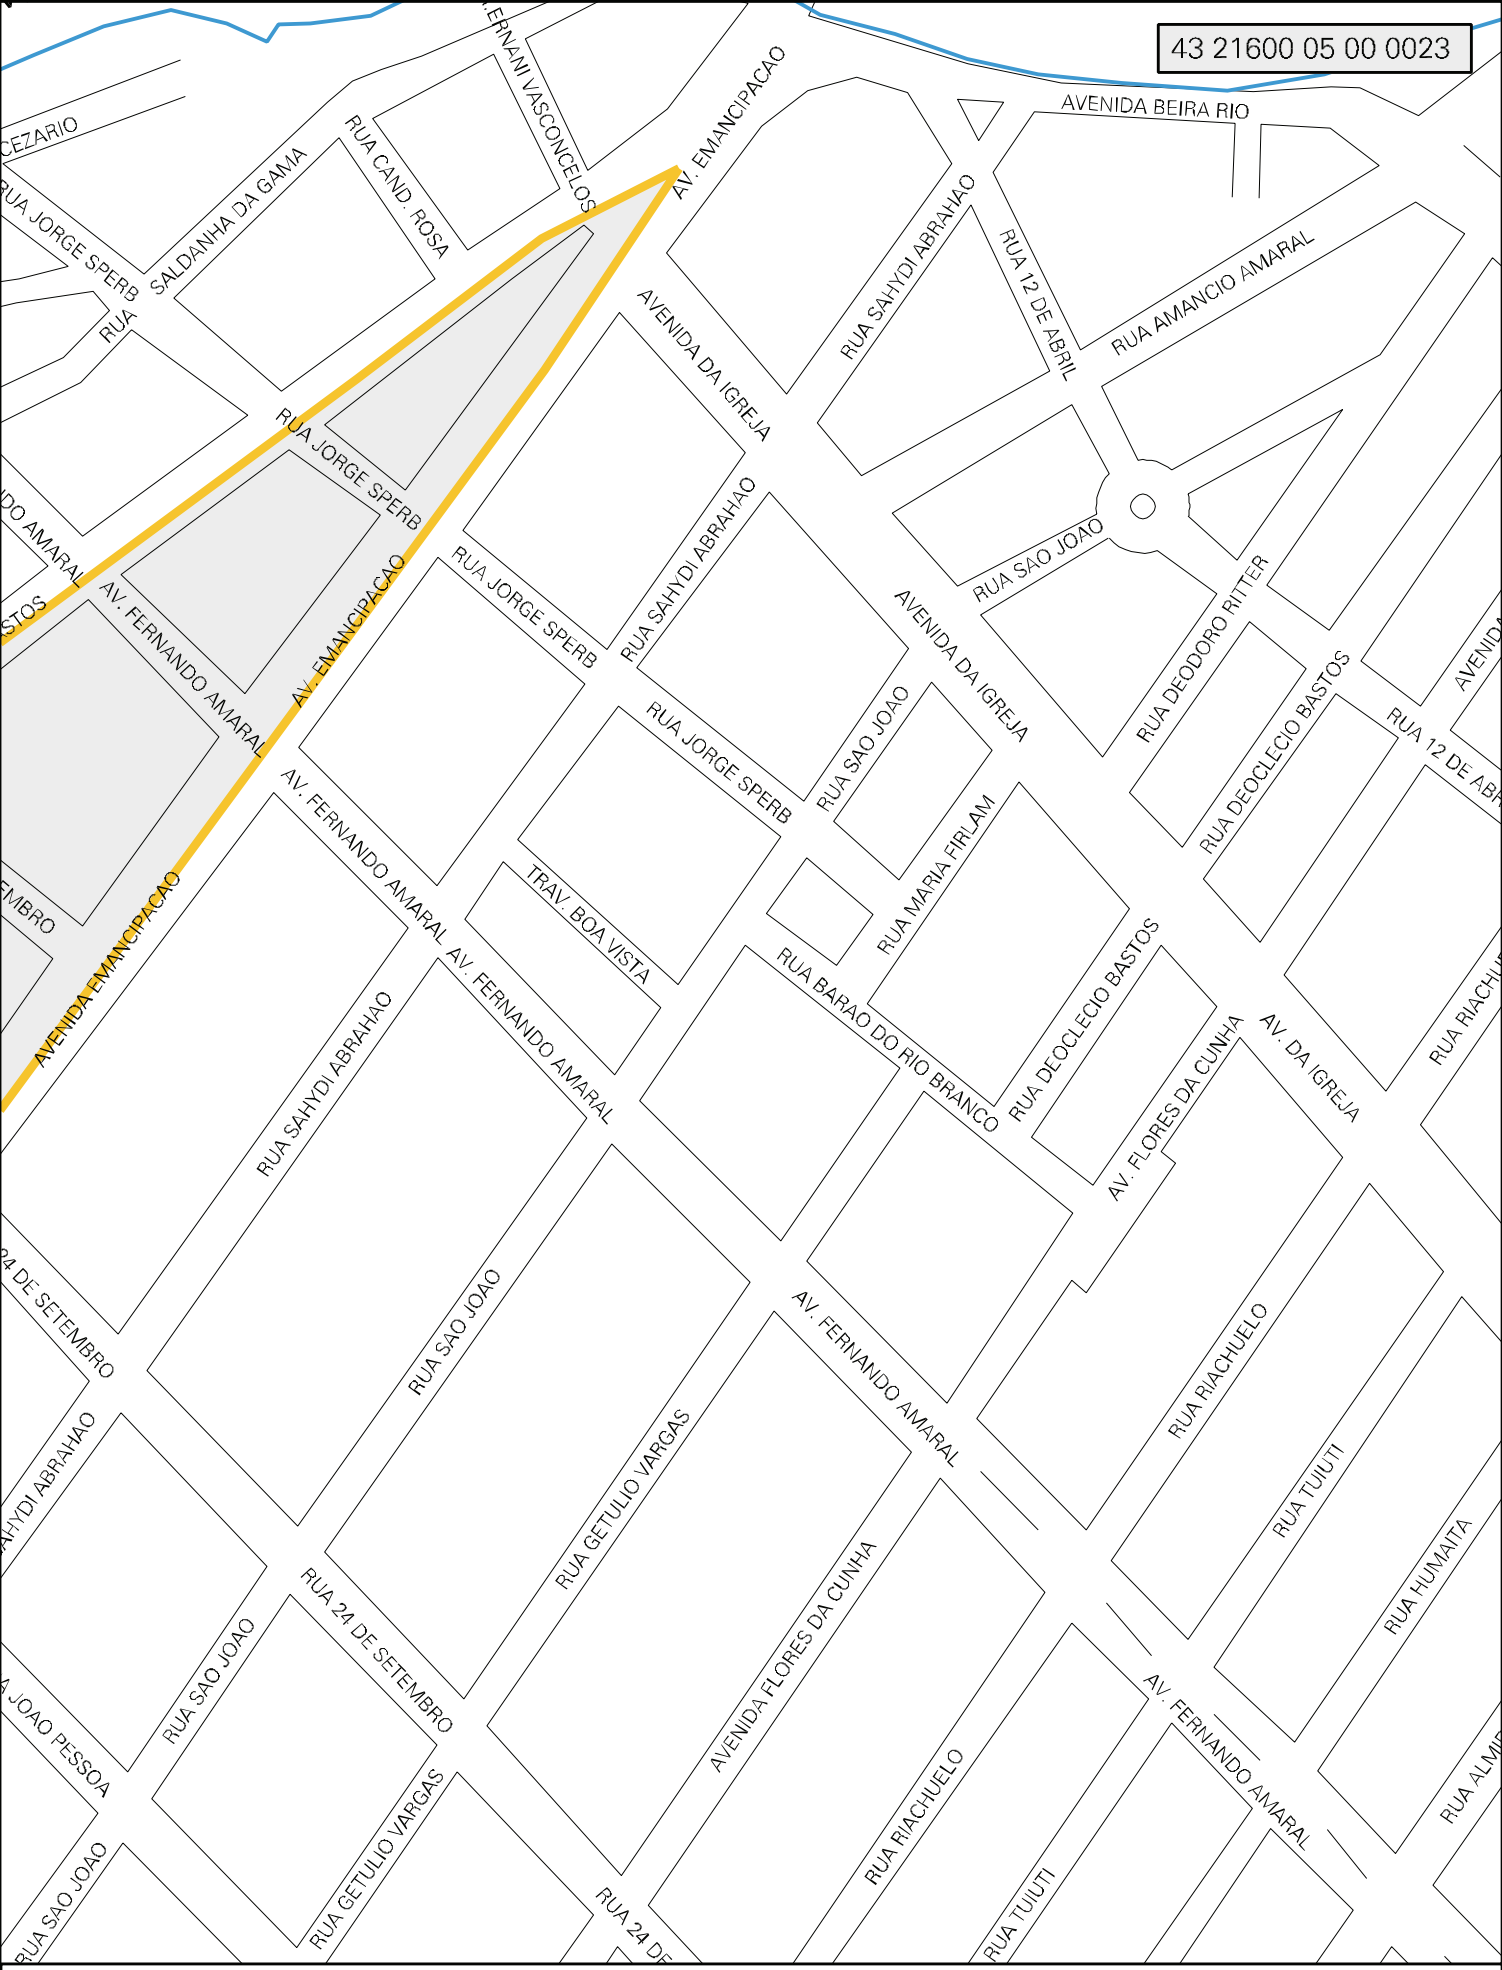 43 21600 05 00 0023
.ERNANI VASCONCELOS
AV. EMANCIPACAO
AVENIDA BEIRA RIO
CEZARIO
RUA CAND. ROSA
SALDANHA DA GAMA
RUA JORGE SPERB
RUA
RUA SAHYDI ABRAHAO
RUA 12 DE ABRIL
RUA AMANCIO AMARAL
AVENIDA DA IGREJA
RUA JORGE SPERB
DO AMARAL
STOS
AV. FERNANDO AMARAL
AV. EMANCIPACAO
RUA JORGE SPERB
RUA SAHYDI ABRAHAO
RUA SAO JOAO
RUA DEODORO RITTER
AVENIDA DA IGREJA
AVENIDA
RUA DEOCLECIO BASTOS
RUA 12 DE ABR
RUA JORGE SPERB
RUA SAO JOAO
AV. FERNANDO AMARAL
RUA MARIA FIRLAM
TRAV. BOA VISTA
EMBRO
AVENIDA EMANCIPACAO
AV. FERNANDO AMARAL
RUA BARAO DO RIO BRANCO
RUA DEOCLECIO BASTOS
RUA SAHYDI ABRAHAO
AV. FLORES DA CUNHA
AV. DA IGREJA
RUA RIACHUE
24 DE SETEMBRO
RUA SAO JOAO
AV. FERNANDO AMARAL
RUA RIACHUELO
AHYDI ABRAHAO
RUA GETULIO VARGAS
RUA TUIUTI
RUA HUMAITA
RUA 24 DE SETEMBRO
AVENIDA FLORES DA CUNHA
RUA SAO JOAO
A JOAO PESSOA
AV. FERNANDO AMARAL
RUA ALMIR
RUA GETULIO VARGAS
RUA RIACHUELO
RUA SAO JOAO
RUA TUIUTI
RUA 24 DE